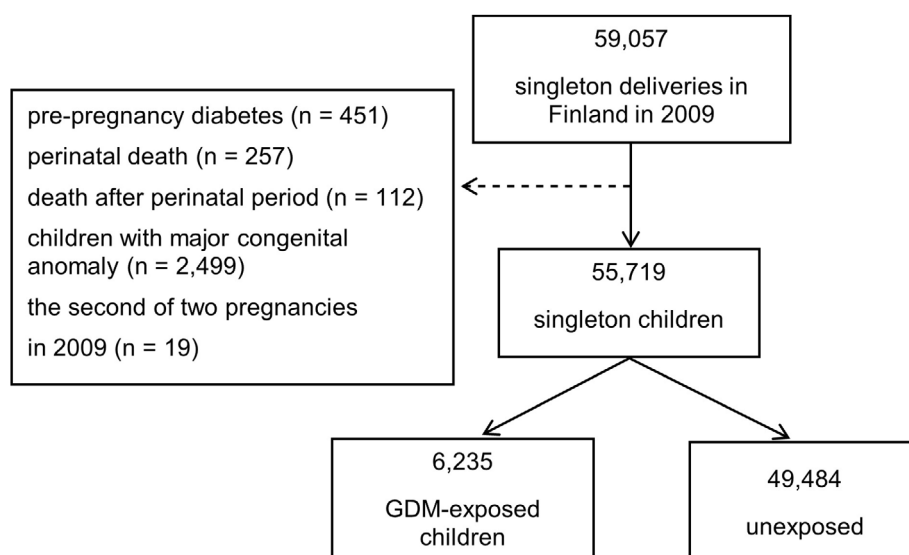 59,057
singleton deliveries in
Finland in 2009
pre-pregnancy diabetes (n = 451)
perinatal death (n = 257)
death after perinatal period (n = 112)
children with major congenital
anomaly (n = 2,499)
the second of two pregnancies
in 2009 (n = 19)
55,719
singleton children
6,235
GDM-exposed
children
49,484
unexposed